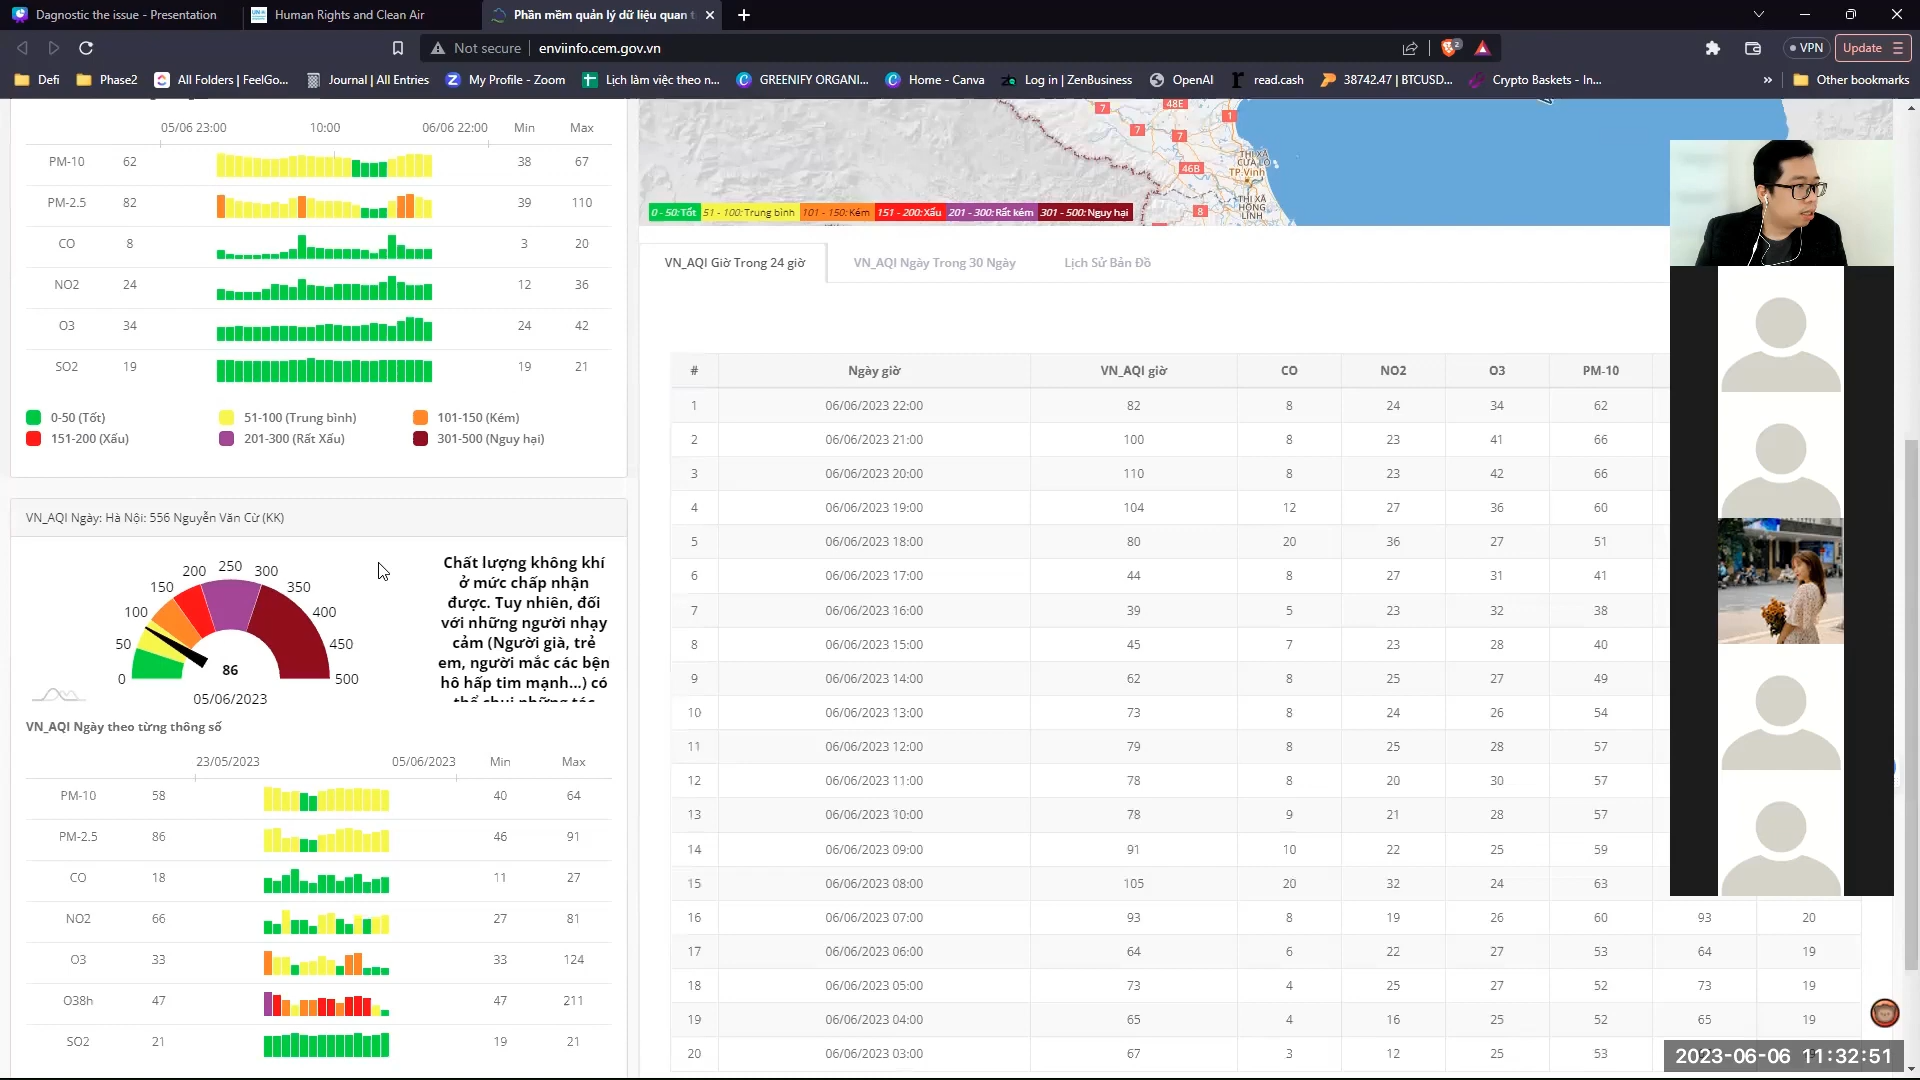 Dagnostic the issue - Presentation
Human Rights and Clean Air
Phần mềm quản lý dữ liệu quan t
Not secure
enviinfo.cem.gov.vn
VPN
Update
Defi
Phase2
All Folders | FeelGo...
Journal | All Entries
My Profile - Zoom
Lịch làm việc theo n...
GREENIFY ORGANI...
Home - Canva
Log in | ZenBusiness
OpenAI
read.cash
38742.47 | BTCUSD...
Crypto Baskets - In...
Other bookmarks
05/06 23:00 10:00 06/06 22:00 Min Max
PM-10 62 38 67
PM-2.5 82 39 110
CO 8 3 20
NO2 24 12 36
O3 34 24 42
SO2 19 19 21
0-50 (Tốt) 51-100 (Trung bình) 101-150 (Kém)
151-200 (Xấu) 201-300 (Rất Xấu) 301-500 (Nguy hại)
VN_AQI Ngày: Hà Nội: 556 Nguyễn Văn Cừ (KK)
0 50 100 150 200 250 300 350 400 450 500
86
05/06/2023
Chất lượng không khí
ở mức chấp nhận
được. Tuy nhiên, đối
với những người nhạy
cảm (Người già, trẻ
em, người mắc các bệnh
hô hấp tim mạch...) có
VN_AQI Ngày theo từng thông số
23/05/2023 05/06/2023 Min Max
PM-10 58 40 64
PM-2.5 86 46 91
CO 18 11 27
NO2 66 27 81
O3 33 33 124
O38h 47 47 211
SO2 21 19 21
7 48E 7 7 1 46B 8
THỊ XÃ
CỬA LÒ
TP.Vinh
THỊ XÃ
HỒNG
LĨNH
0 - 50:Tốt 51 - 100:Trung bình 101 - 150:Kém 151 - 200:Xấu 201 - 300:Rất kém 301 - 500:Nguy hại
VN_AQI Giờ Trong 24 giờ
VN_AQI Ngày Trong 30 Ngày
Lịch Sử Bản Đồ
# Ngày giờ VN_AQI giờ CO NO2 O3 PM-10
1 06/06/2023 22:00 82 8 24 34 62
2 06/06/2023 21:00 100 8 23 41 66
3 06/06/2023 20:00 110 8 23 42 66
4 06/06/2023 19:00 104 12 27 36 60
5 06/06/2023 18:00 80 20 36 27 51
6 06/06/2023 17:00 44 8 27 31 41
7 06/06/2023 16:00 39 5 23 32 38
8 06/06/2023 15:00 45 7 23 28 40
9 06/06/2023 14:00 62 8 25 27 49
10 06/06/2023 13:00 73 8 24 26 54
11 06/06/2023 12:00 79 8 25 28 57
12 06/06/2023 11:00 78 8 20 30 57
13 06/06/2023 10:00 78 9 21 28 57
14 06/06/2023 09:00 91 10 22 25 59
15 06/06/2023 08:00 105 20 32 24 63
16 06/06/2023 07:00 93 8 19 26 60 93 20
17 06/06/2023 06:00 64 6 22 27 53 64 19
18 06/06/2023 05:00 73 4 25 27 52 73 19
19 06/06/2023 04:00 65 4 16 25 52 65 19
20 06/06/2023 03:00 67 3 12 25 53
2023-06-06 11:32:51